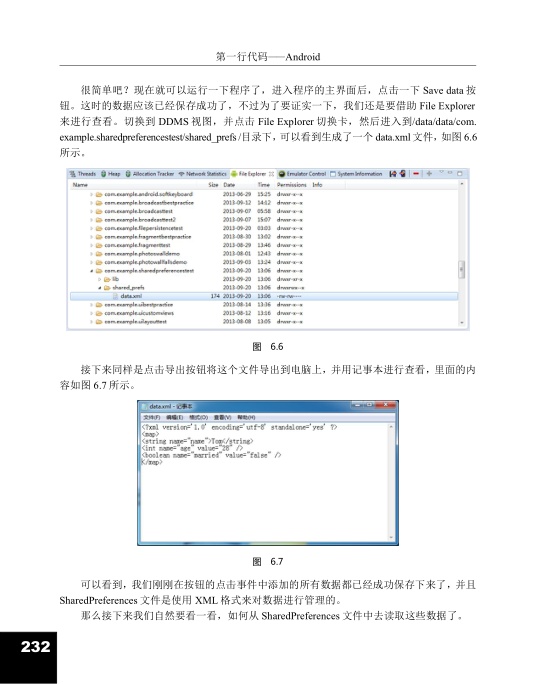 第一行代码——Android
很简单吧？现在就可以运行一下程序了，进入程序的主界面后，点击一下 Save data 按
钮。这时的数据应该已经保存成功了，不过为了要证实一下，我们还是要借助 File Explorer
来进行查看。切换到 DDMS 视图，并点击 File Explorer 切换卡，然后进入到/data/data/com.
example.sharedpreferencestest/shared_prefs /目录下，可以看到生成了一个 data.xml 文件，如图 6.6
所示。
Threads Heap Allocation Tracker Network Statistics File Explorer Emulator Control System Information
Name Size Date Time Permissions Info
com.example.android.softkeyboard 2013-06-29 15:25 drwxr-x--x
com.example.broadcastbestpractice 2013-09-12 14:12 drwxr-x--x
com.example.broadcasttest 2013-09-07 05:58 drwxr-x--x
com.example.broadcasttest2 2013-09-07 15:07 drwxr-x--x
com.example.filepersistencetest 2013-09-20 03:03 drwxr-x--x
com.example.fragmentbestpractice 2013-08-30 13:02 drwxr-x--x
com.example.fragmenttest 2013-08-29 13:46 drwxr-x--x
com.example.photowalldemo 2013-08-01 12:43 drwxr-x--x
com.example.photowallfallsdemo 2013-09-03 13:24 drwxr-x--x
com.example.sharedpreferencestest 2013-09-20 13:06 drwxr-x--x
lib 2013-09-20 13:06 drwxr-xr-x
shared_prefs 2013-09-20 13:06 drwxrwx--x
data.xml 174 2013-09-20 13:06 -rw-rw----
com.example.uibestpractice 2013-08-14 13:36 drwxr-x--x
com.example.uicustomviews 2013-08-12 13:16 drwxr-x--x
com.example.uilayouttest 2013-08-08 13:05 drwxr-x--x
图 6.6
接下来同样是点击导出按钮将这个文件导出到电脑上，并用记事本进行查看，里面的内
容如图 6.7 所示。
data.xml - 记事本
文件(F) 编辑(E) 格式(O) 查看(V) 帮助(H)
<?xml version='1.0' encoding='utf-8' standalone='yes' ?>
<map>
<string name="name">Tom</string>
<int name="age" value="28" />
<boolean name="married" value="false" />
</map>
图 6.7
可以看到，我们刚刚在按钮的点击事件中添加的所有数据都已经成功保存下来了，并且
SharedPreferences 文件是使用 XML 格式来对数据进行管理的。
那么接下来我们自然要看一看，如何从 SharedPreferences 文件中去读取这些数据了。
232